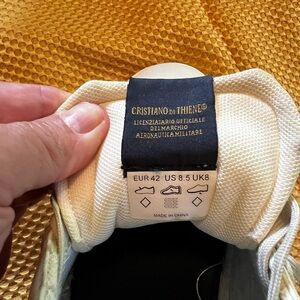 CRISTIANO DI THIENE®
LICENZIATARIO UFFICIALE
DEL MARCHIO
AERONAUTICA MILITARE
EUR 42 US 8.5 UK8
MADE IN CHINA